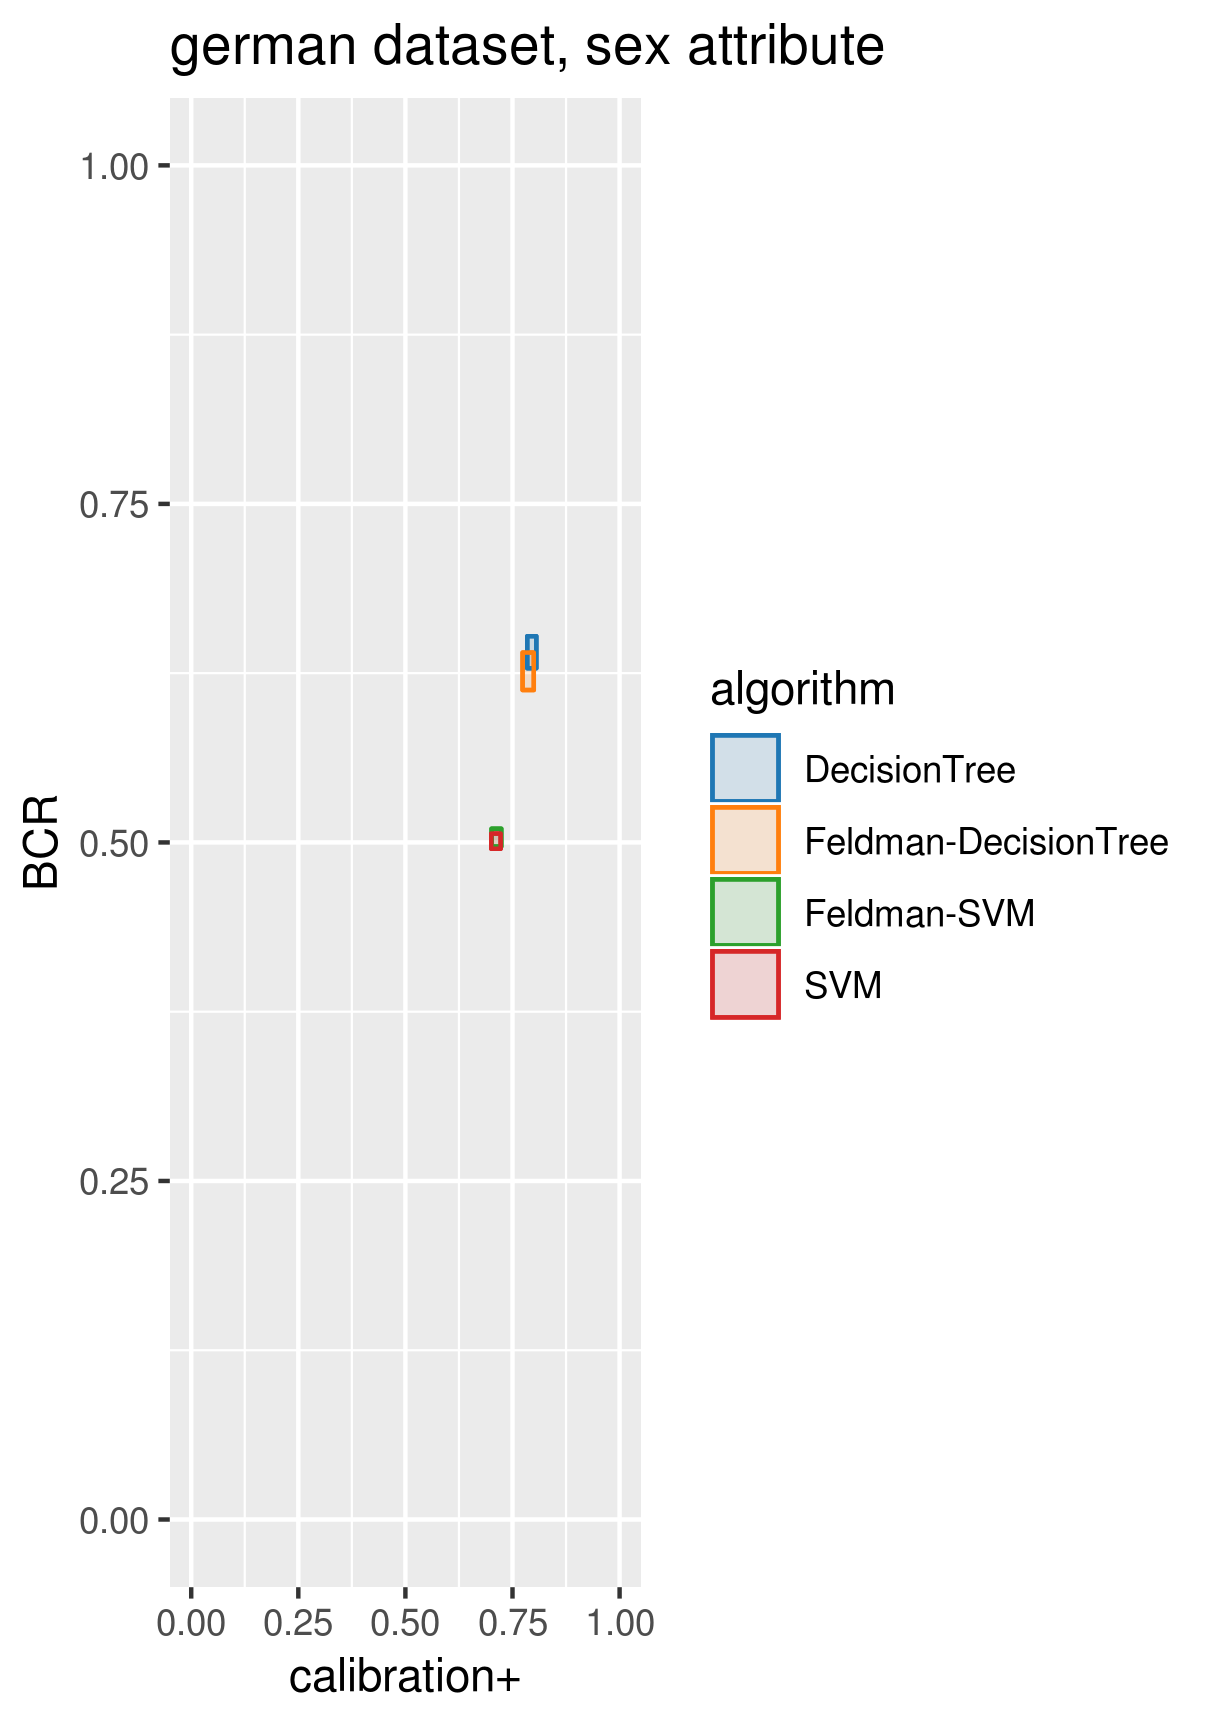 german dataset, sex attribute
1.00
0.75
0.50
0.25
0.00
BCR
0.00 0.25 0.50 0.75 1.00
calibration+
algorithm
DecisionTree
Feldman-DecisionTree
Feldman-SVM
SVM